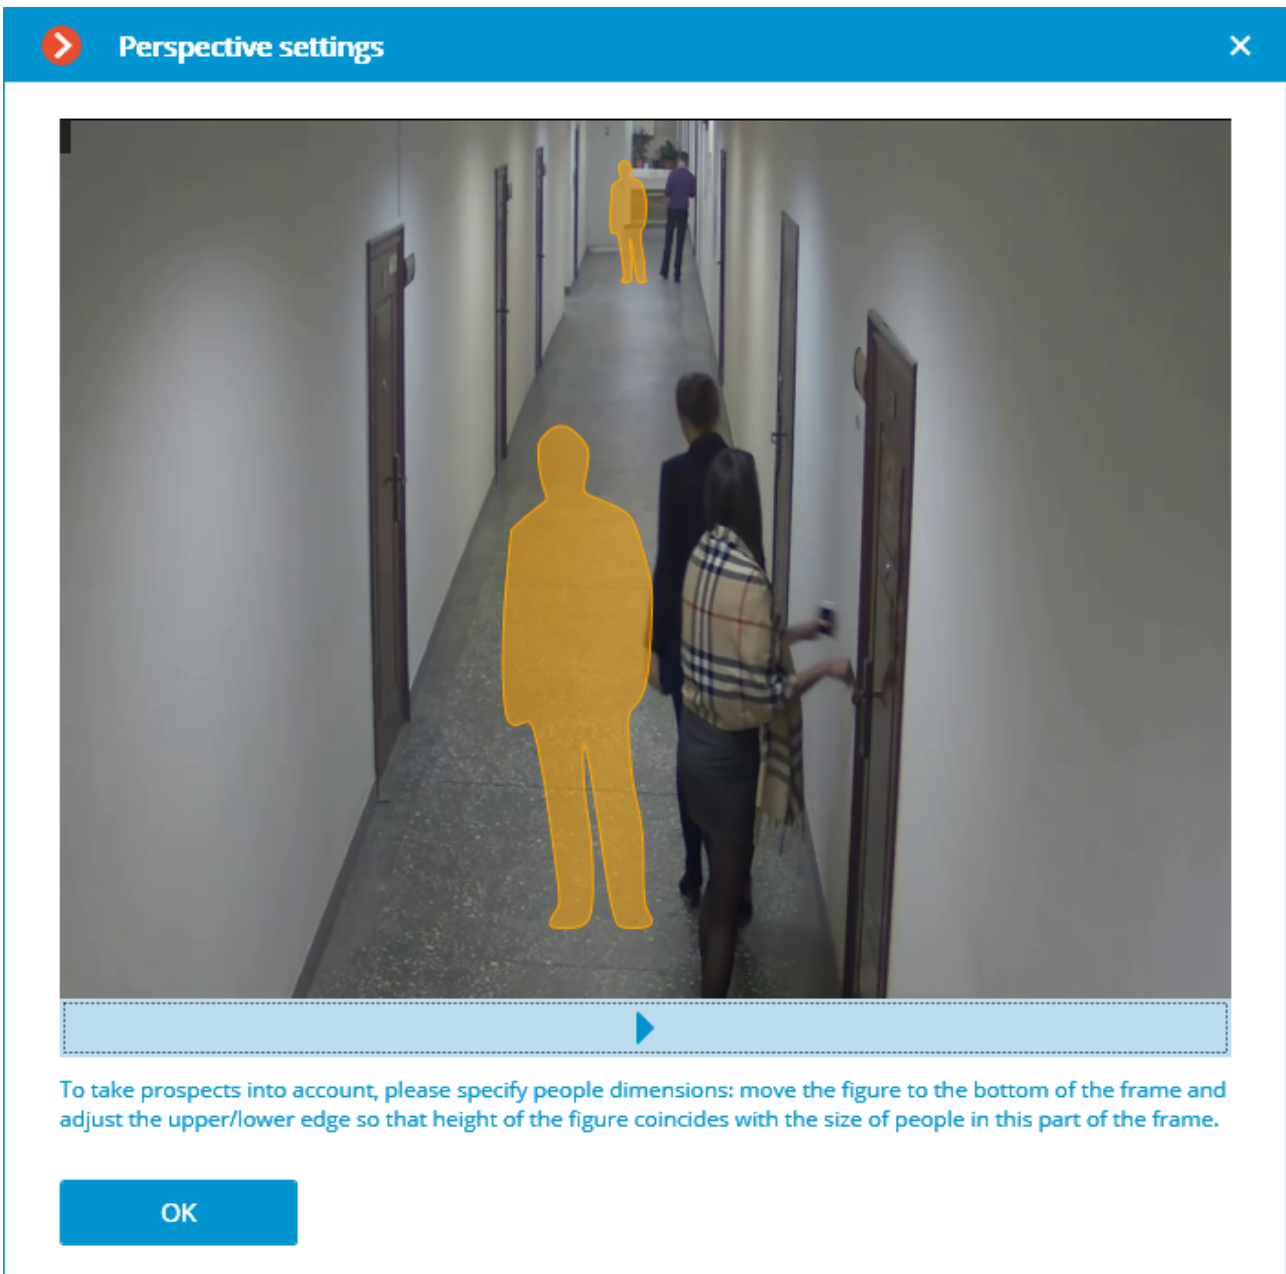 Perspective settings
To take prospects into account, please specify people dimensions: move the figure to the bottom of the frame and
adjust the upper/lower edge so that height of the figure coincides with the size of people in this part of the frame.
OK